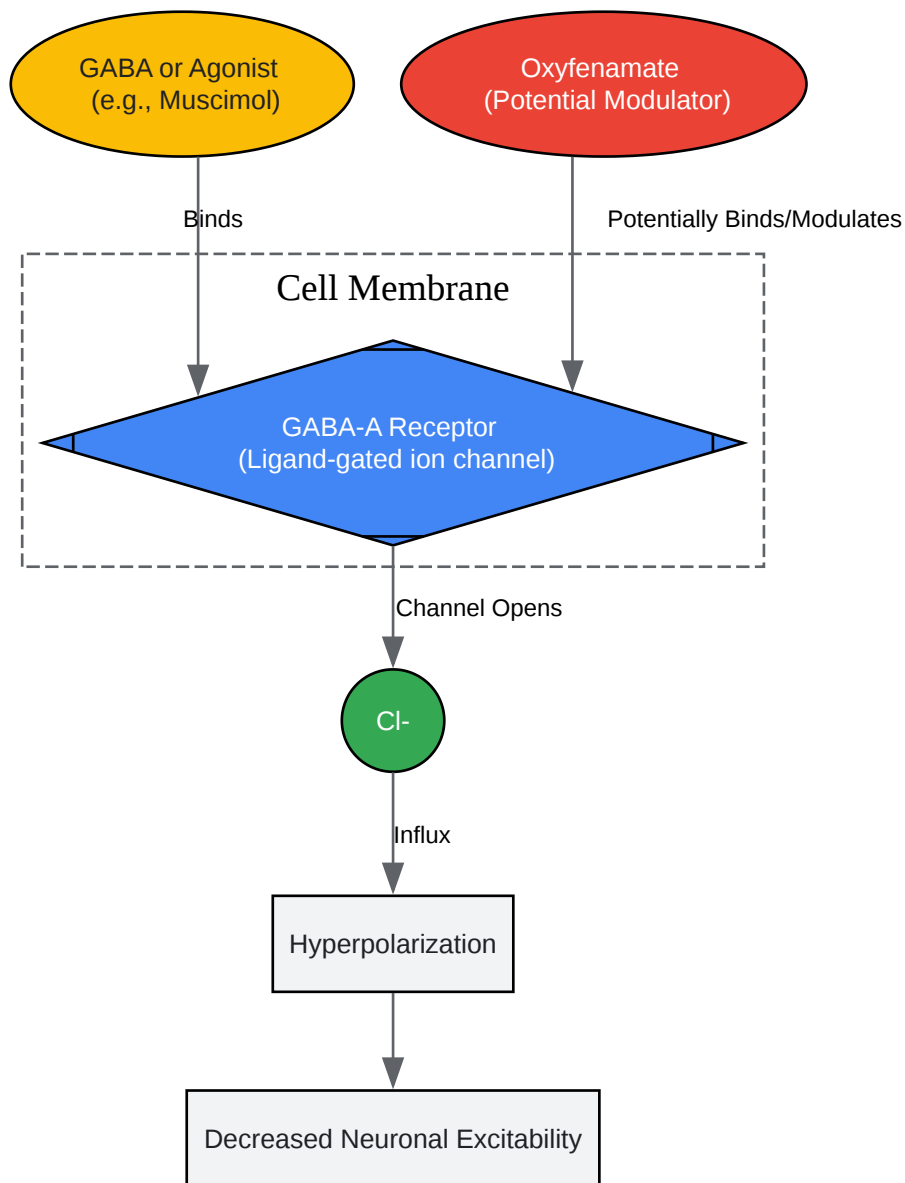 GABA or Agonist
(e.g., Muscimol)
Oxyfenamate
(Potential Modulator)
Binds
Potentially Binds/Modulates
Cell Membrane
GABA-A Receptor
(Ligand-gated ion channel)
Channel Opens
Cl-
Influx
Hyperpolarization
Decreased Neuronal Excitability